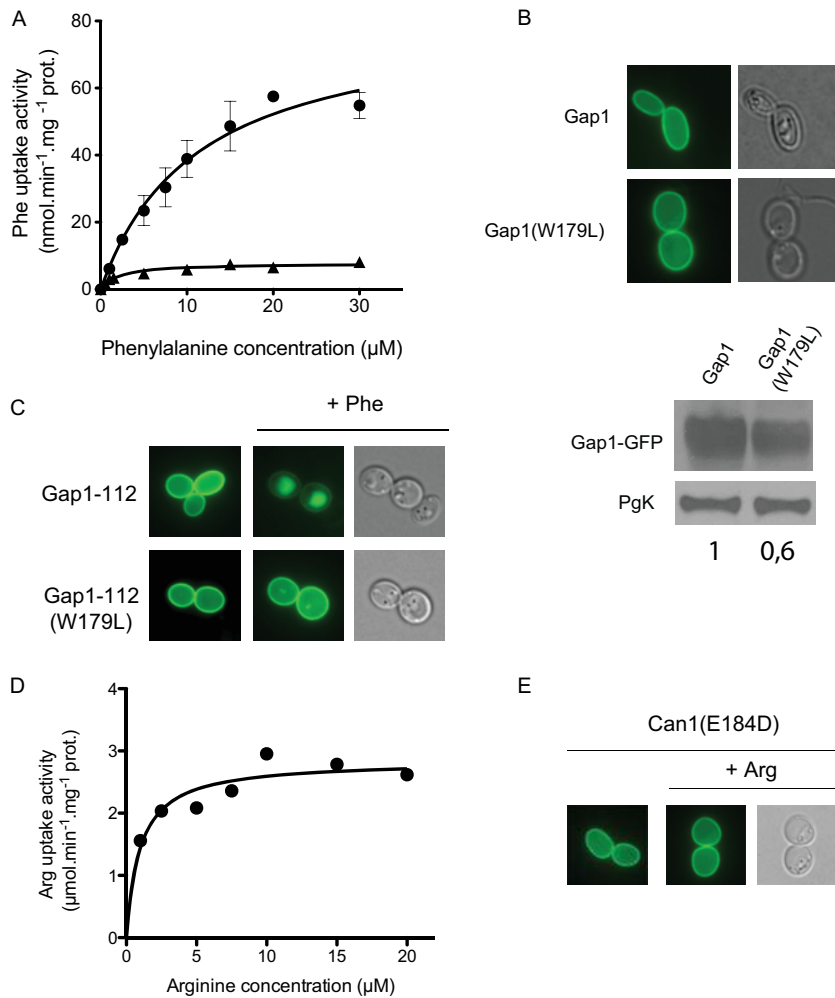 A
80
60
40
20
0
0
10
20
30
Phe uptake activity
(nmol.min-1.mg -1 prot.)
Phenylalanine concentration (µM)
B
Gap1
Gap1(W179L)
Gap1
Gap1
(W179L)
Gap1-GFP
PgK
1 0,6
C
+ Phe
Gap1-112
Gap1-112
(W179L)
D
4
3
2
1
0
0
5
10
15
20
Arg uptake activity
(µmol.min-1.mg-1 prot.)
Arginine concentration (µM)
E
Can1(E184D)
+ Arg